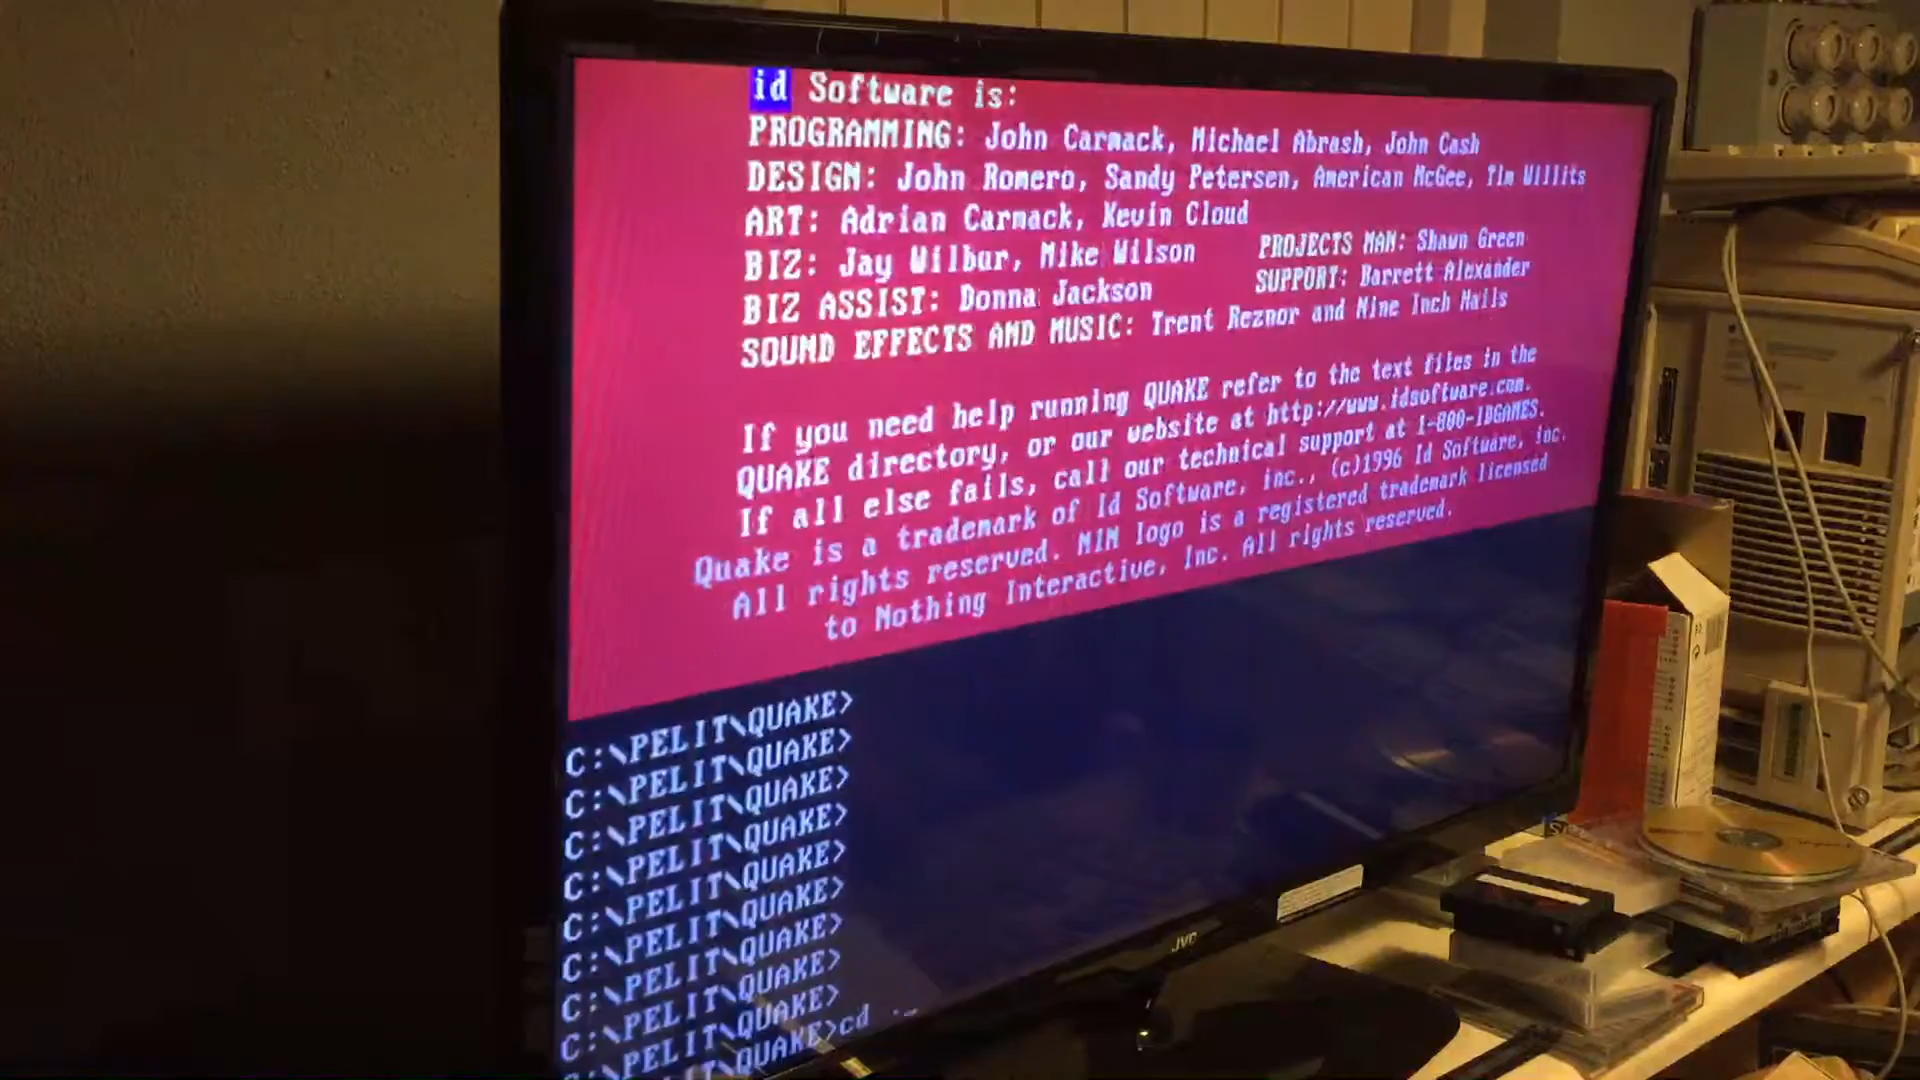 id Software is:
PROGRAMMING: John Carmack, Michael Abrash, John Cash
DESIGN: John Romero, Sandy Petersen, American McGee, Tim Willits
ART: Adrian Carmack, Kevin Cloud
BIZ: Jay Wilbur, Mike Wilson PROJECTS MAN: Shawn Green
BIZ ASSIST: Donna Jackson SUPPORT: Barrett Alexander
SOUND EFFECTS AND MUSIC: Trent Reznor and Nine Inch Nails
If you need help running QUAKE refer to the text files in the
QUAKE directory, or our website at http://www.idsoftware.com.
If all else fails, call our technical support at 1-800-IDGAMES.
Quake is a trademark of Id Software, inc., (c)1996 Id Software, inc.
All rights reserved. NIN logo is a registered trademark licensed
to Nothing Interactive, Inc. All rights reserved.
C:\PELIT\QUAKE>
C:\PELIT\QUAKE>
C:\PELIT\QUAKE>
C:\PELIT\QUAKE>
C:\PELIT\QUAKE>
C:\PELIT\QUAKE>
C:\PELIT\QUAKE>
C:\PELIT\QUAKE>
C:\PELIT\QUAKE>
C:\PELIT\QUAKE>cd ._
JVC